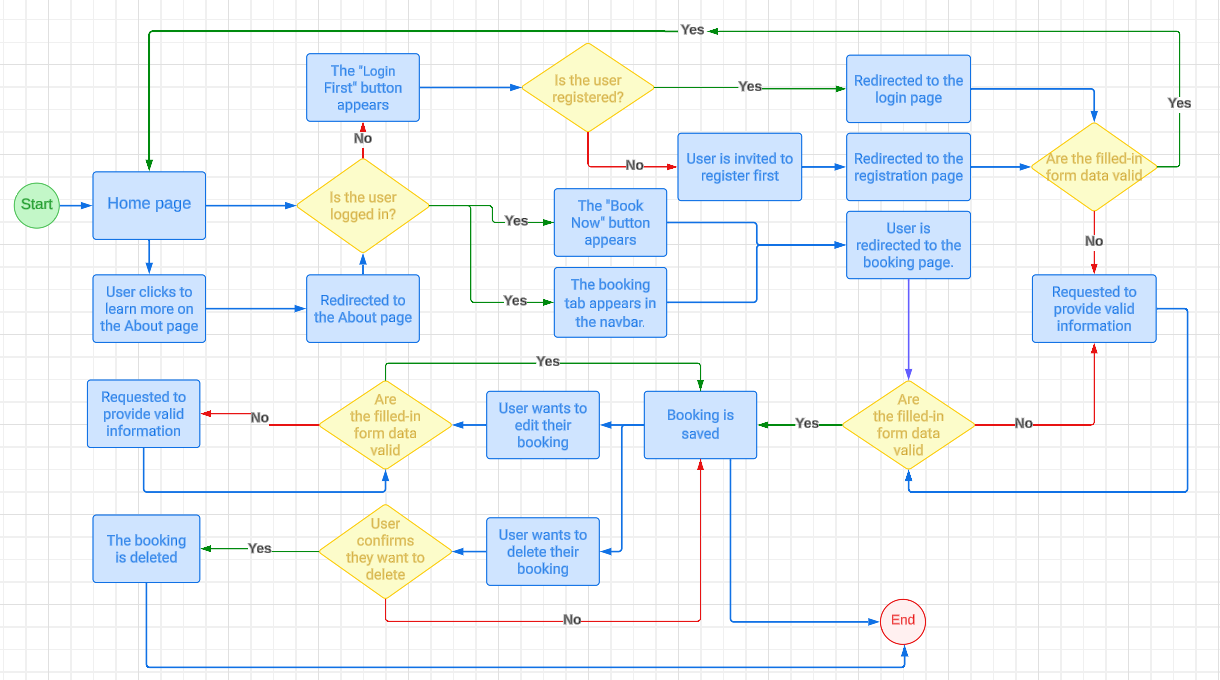 Yes
The "Login
First" button
appears
Is the user
registered?
Yes
Redirected to the
login page
Yes
No
No
User is invited to
register first
Redirected to the
registration page
Are the filled-in
form data valid
Start
Home page
Is the user
logged in?
Yes
The "Book
Now" button
appears
User is
redirected to the
booking page.
No
User clicks to
learn more on
the About page
Redirected to
the About page
Yes
The booking
tab appears in
the navbar.
Requested to
provide valid
information
Yes
Requested to
provide valid
information
No
Are
the filled-in
form data
valid
User wants to
edit their
booking
Booking is
saved
Yes
Are
the filled-in
form data
valid
No
The booking
is deleted
Yes
User
confirms
they want to
delete
User wants to
delete their
booking
No
End